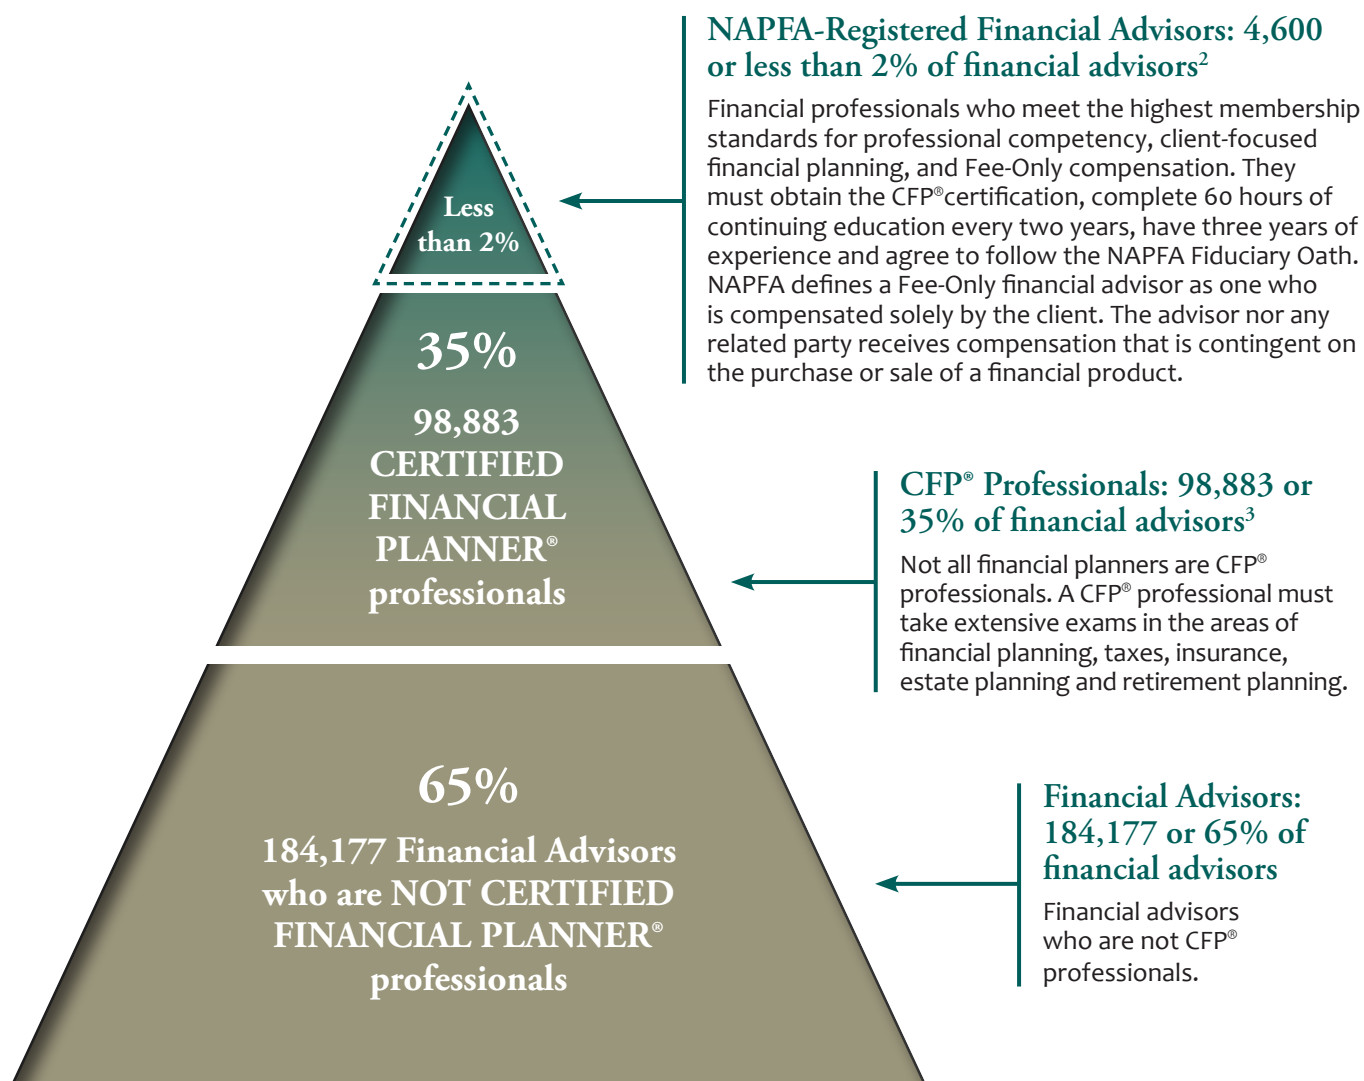 NAPFA-Registered Financial Advisors: 4,600
or less than 2% of financial advisors²
Financial professionals who meet the highest membership
standards for professional competency, client-focused
financial planning, and Fee-Only compensation. They
must obtain the CFP®certification, complete 60 hours of
continuing education every two years, have three years of
experience and agree to follow the NAPFA Fiduciary Oath.
NAPFA defines a Fee-Only financial advisor as one who
is compensated solely by the client. The advisor nor any
related party receives compensation that is contingent on
the purchase or sale of a financial product.
Less
than 2%
35%
98,883
CERTIFIED
FINANCIAL
PLANNER®
professionals
CFP® Professionals: 98,883 or
35% of financial advisors³
Not all financial planners are CFP®
professionals. A CFP® professional must
take extensive exams in the areas of
financial planning, taxes, insurance,
estate planning and retirement planning.
65%
184,177 Financial Advisors
who are NOT CERTIFIED
FINANCIAL PLANNER®
professionals
Financial Advisors:
184,177 or 65% of
financial advisors
Financial advisors
who are not CFP®
professionals.